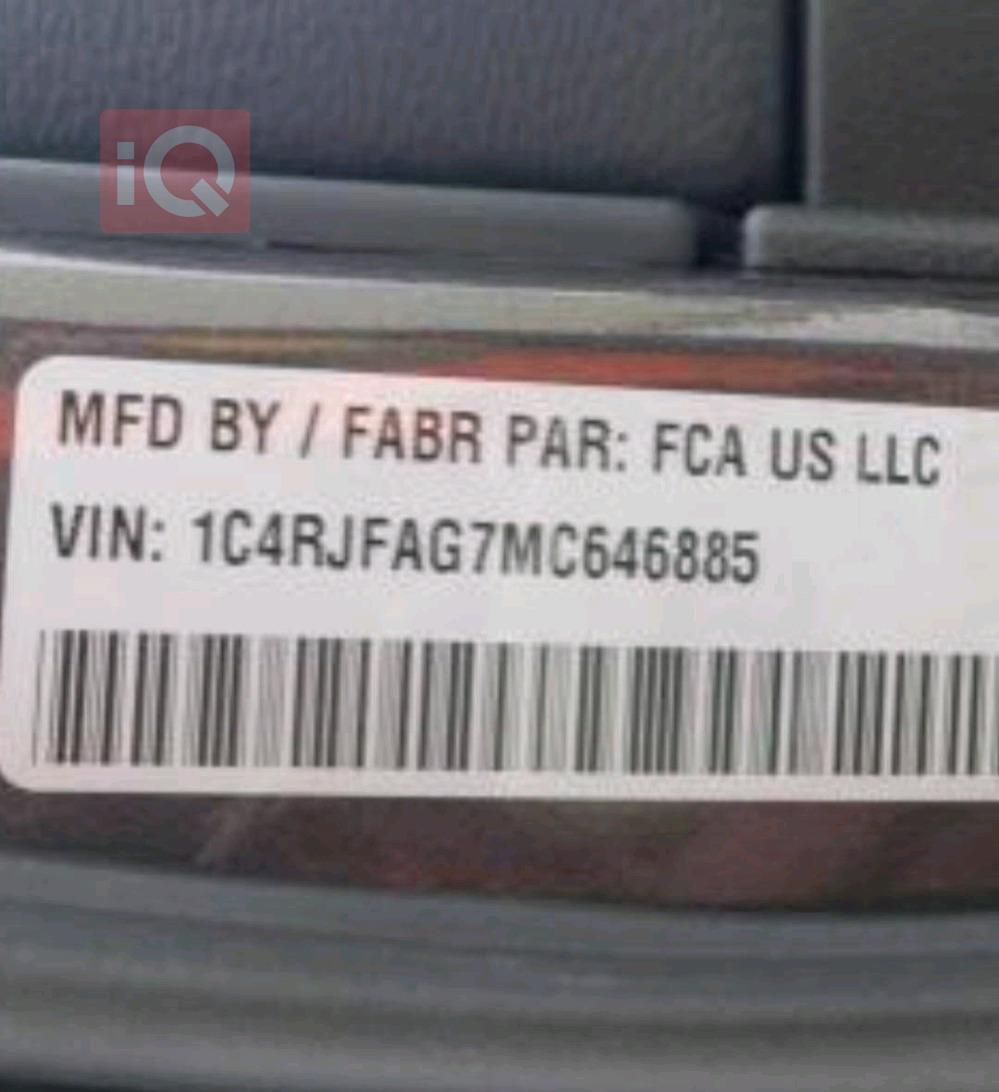 iQ
MFD BY / FABR PAR: FCA US LLC
VIN: 1C4RJFAG7MC646885